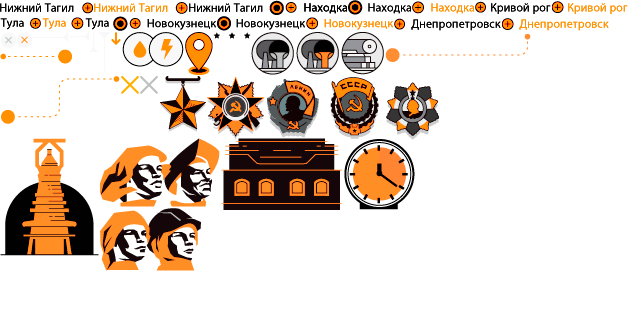 Нижний Тагил Нижний Тагил Нижний Тагил Находка Находка Находка Кривой рог Кривой рог
Тула Тула Тула Новокузнецк Новокузнецк Новокузнецк Днепропетровск Днепропетровск
ЛЕНИН
СССР